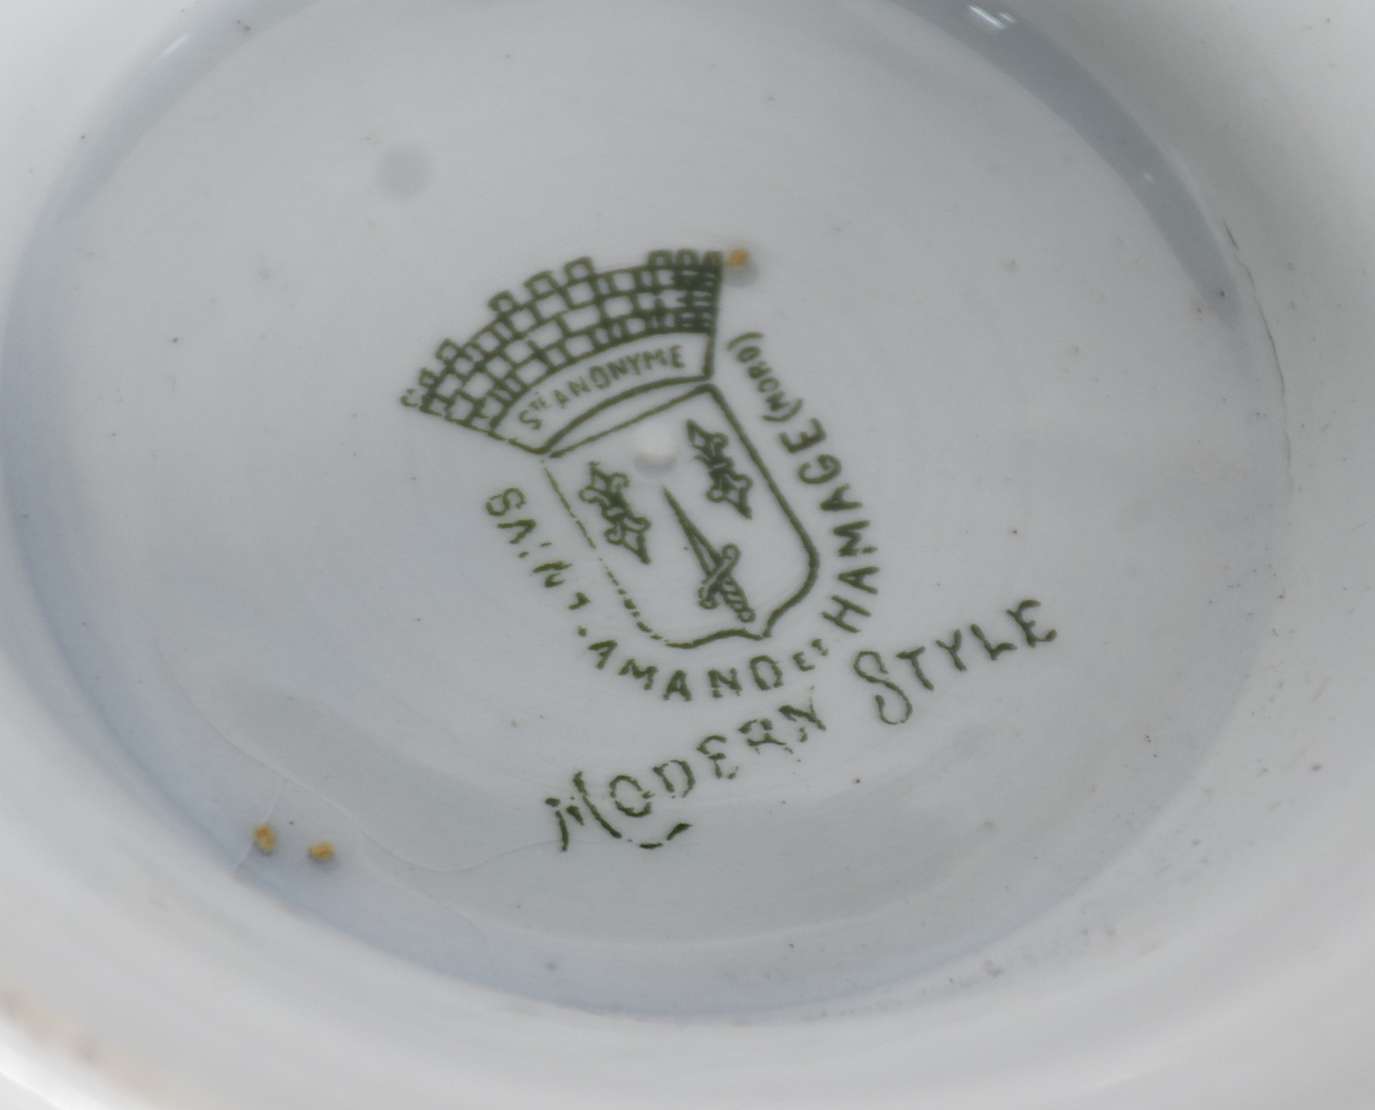 Sté ANONYME
SAINT-AMAND ET HAMAGE (NORD)
MODERN STYLE